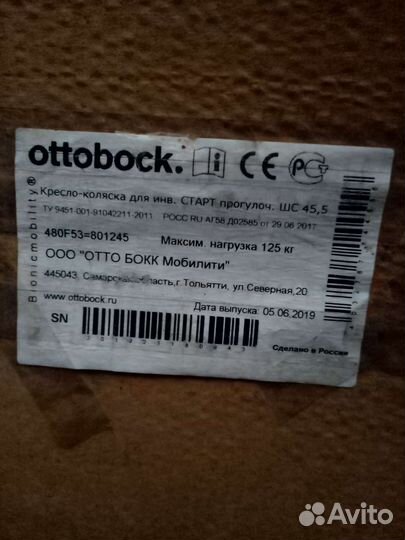 ottobock.
Кресло-коляска для инв. СТАРТ прогулоч. ШС 45,5
ТУ 9451-001-91042211-2011 РОСС RU АГ58 Д02585 от 29.06.2017
480F53=801245 Максим. нагрузка 125 кг
ООО "ОТТО БОКК Мобилити"
445043 Самарская область, г.Тольятти, ул.Северная,20
www.ottobock.ru
Дата выпуска: 05.06.2019
SN
Сделано в России
Bionicmobility®
Avito